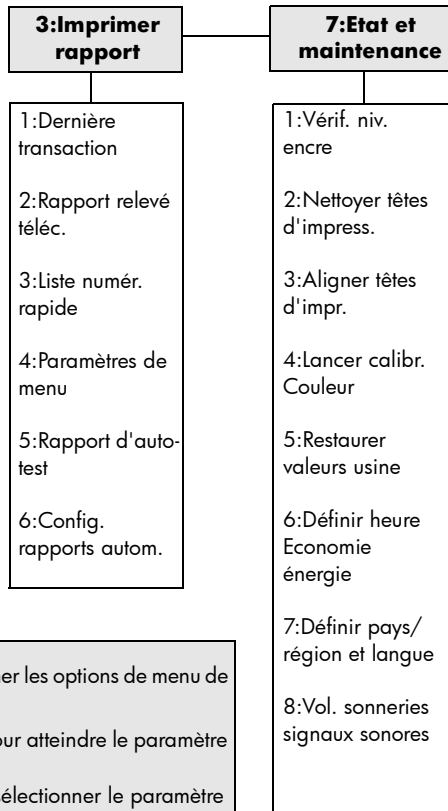 3:Imprimer
rapport
1:Dernière
transaction
2:Rapport relevé
téléc.
3:Liste numér.
rapide
4:Paramètres de
menu
5:Rapport d'auto-
test
6:Config.
rapports autom.
7:Etat et
maintenance
1:Vérif. niv.
encre
2:Nettoyer têtes
d'impress.
3:Aligner têtes
d'impr.
4:Lancer calibr.
Couleur
5:Restaurer
valeurs usine
6:Définir heure
Economie
énergie
7:Définir pays/
région et langue
8:Vol. sonneries
signaux sonores
les options de menu de
atteindre le paramètre
sélectionner le paramètre